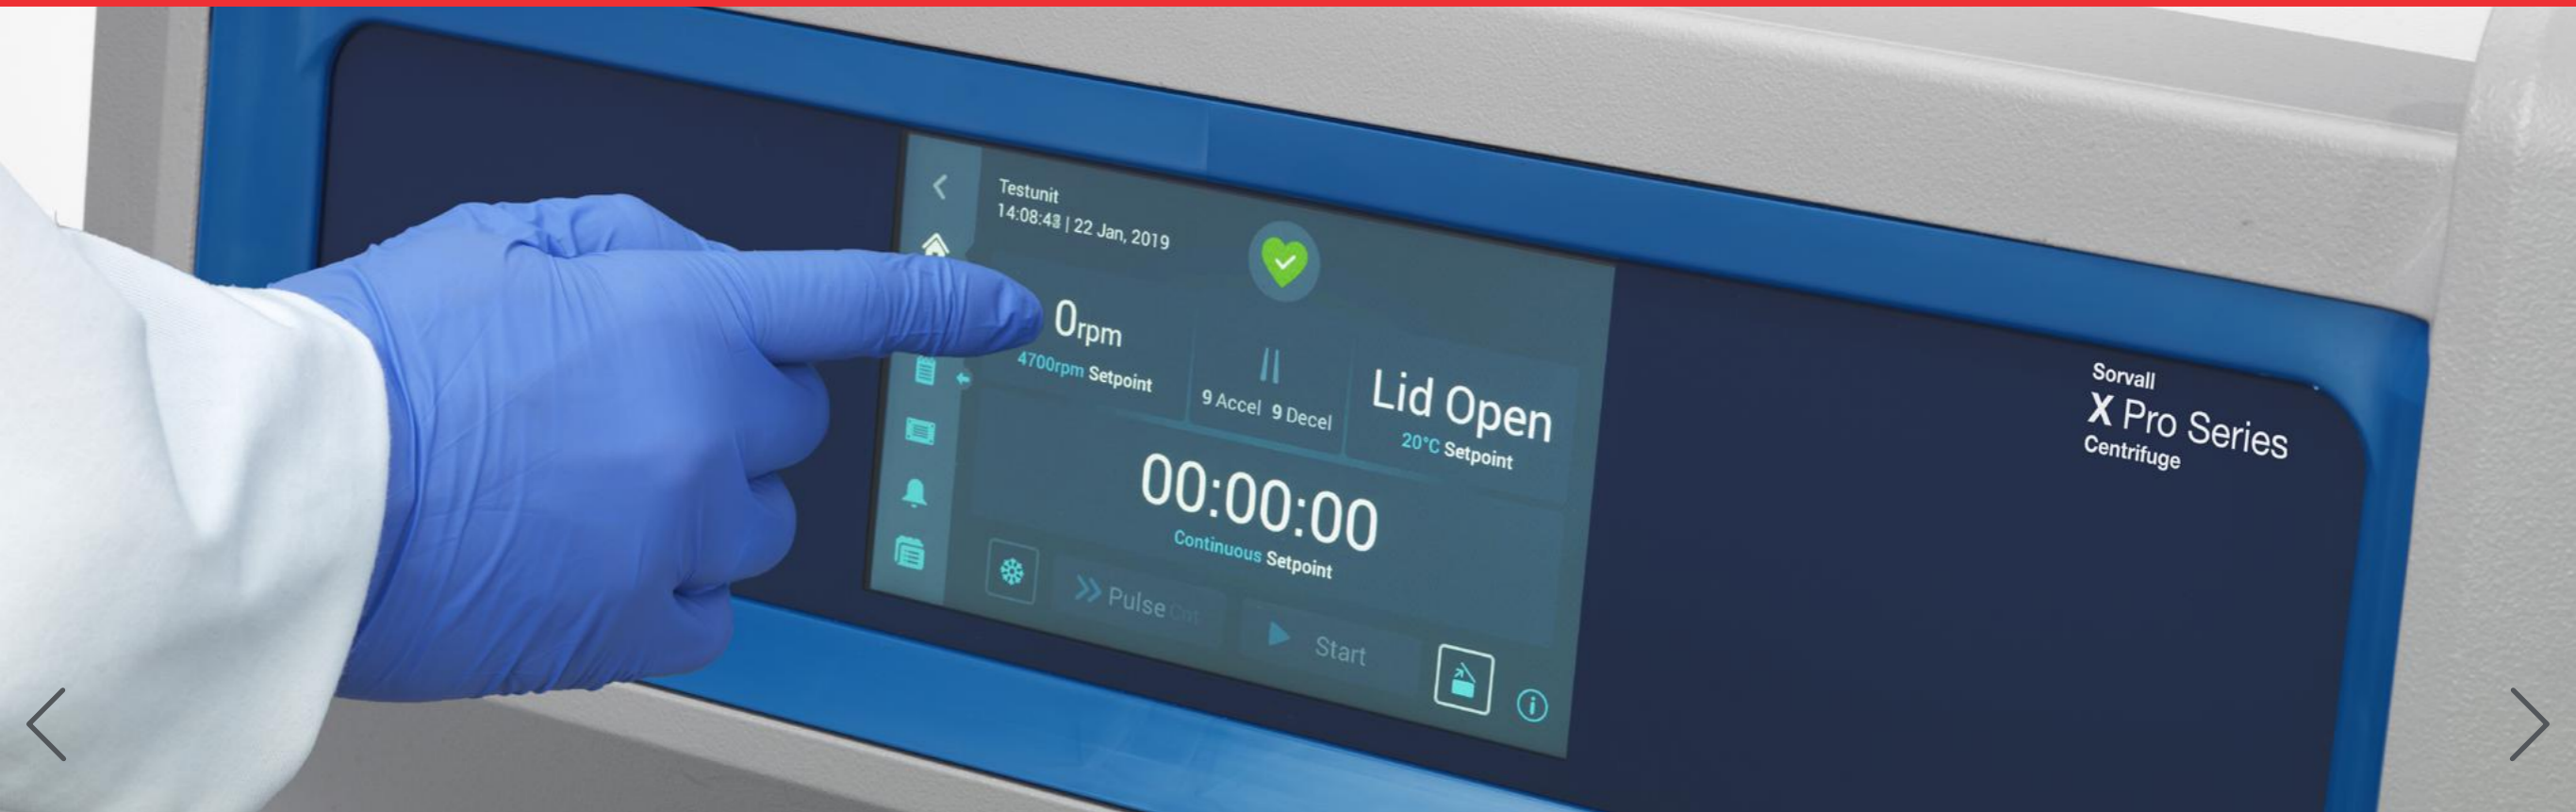 Testunit
14:08:43 | 22 Jan, 2019
0rpm
4700rpm Setpoint
9 Accel 9 Decel
Lid Open
20°C Setpoint
00:00:00
Continuous Setpoint
Pulse
Start
Sorvall
X Pro Series
Centrifuge